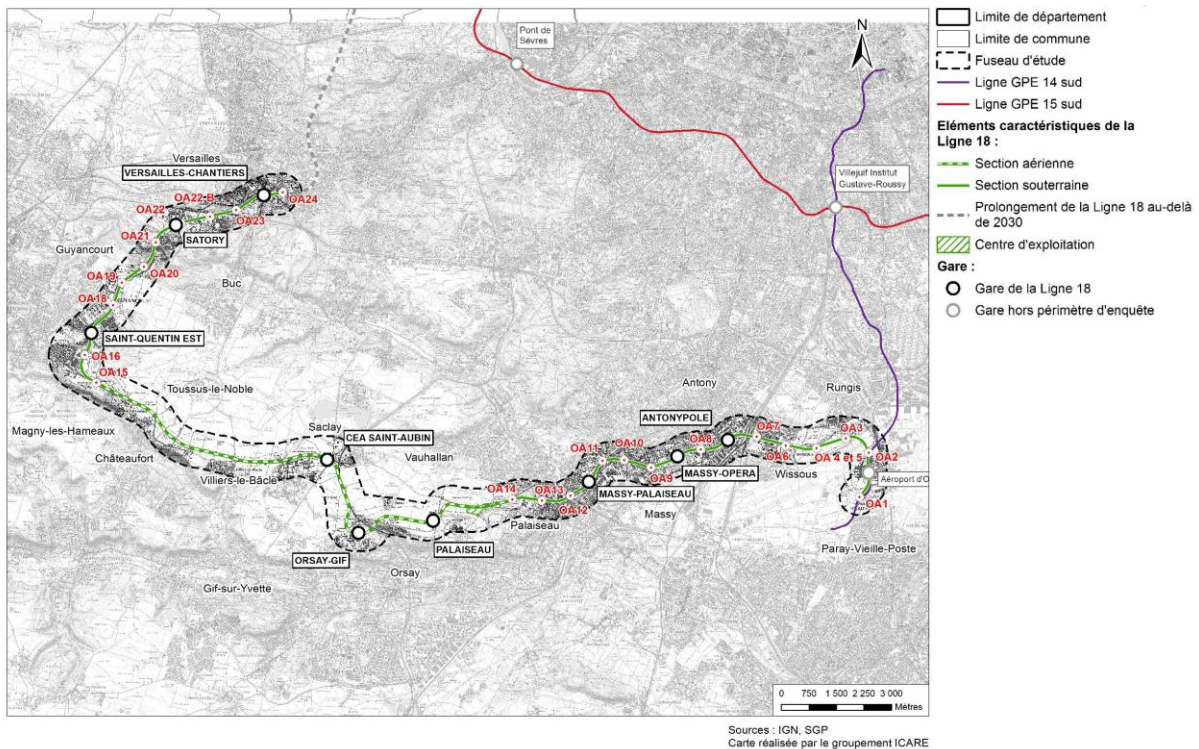 Pont de
Sèvres
Versailles
VERSAILLES-CHANTIERS
OA22-B
OA22
OA24
OA23
Villejuif Institut
Gustave-Roussy
OA21
SATORY
Guyancourt
OA20
OA19
Buc
OA18
SAINT-QUENTIN EST
OA16
OA15
Toussus-le-Noble
Antony
Rungis
Magny-les-Hameaux
Châteaufort
Saclay
CEA SAINT-AUBIN
Vauhallan
ANTONYPOLE
OA11
OA10
OA8
OA7
OA3
OA6
OA 4 et 5
OA2
Villiers-le-Bâcle
OA9
MASSY-OPERA
Wissous
Aéroport d'O
OA14
OA13
OA12
MASSY-PALAISEAU
OA1
Massy
Palaiseau
PALAISEAU
ORSAY-GIF
Orsay
Paray-Vieille-Poste
Gif-sur-Yvette
0 750 1 500 2 250 3 000
Mètres
N
Limite de département
Limite de commune
Fuseau d'étude
Ligne GPE 14 sud
Ligne GPE 15 sud
Eléments caractéristiques de la
Ligne 18 :
Section aérienne
Section souterraine
Prolongement de la Ligne 18 au-delà
de 2030
Centre d'exploitation
Gare :
Gare de la Ligne 18
Gare hors périmètre d'enquête
Sources : IGN, SGP
Carte réalisée par le groupement ICARE